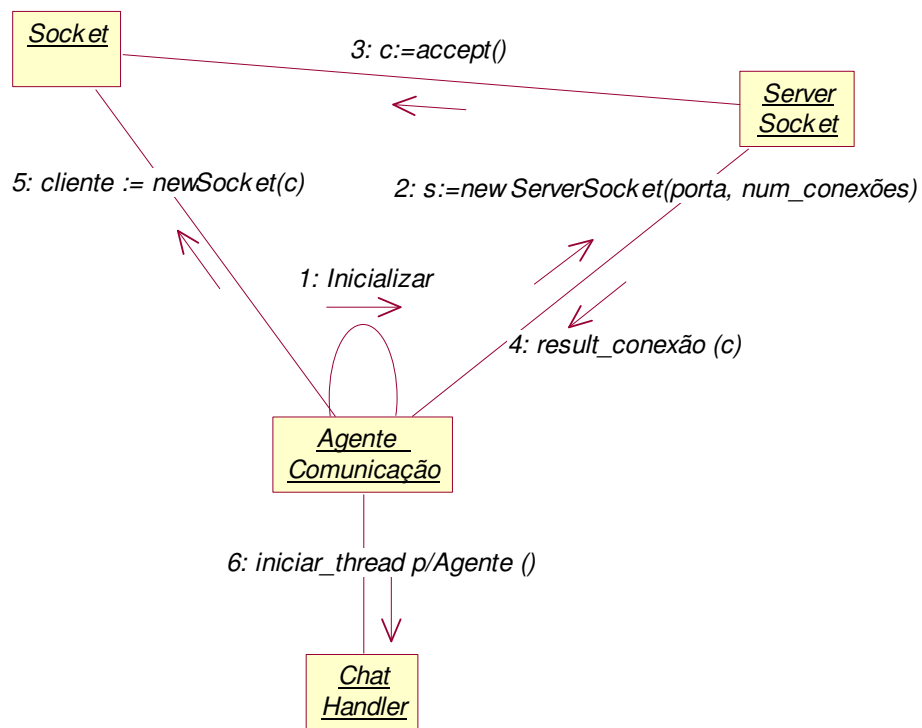 Socket
3: c:=accept()
Server
Socket
5: cliente := newSocket(c)
2: s:=new ServerSocket(porta, num_conexões)
1: Inicializar
4: result_conexão (c)
Agente_
Comunicação
6: iniciar_thread p/Agente ()
Chat
Handler